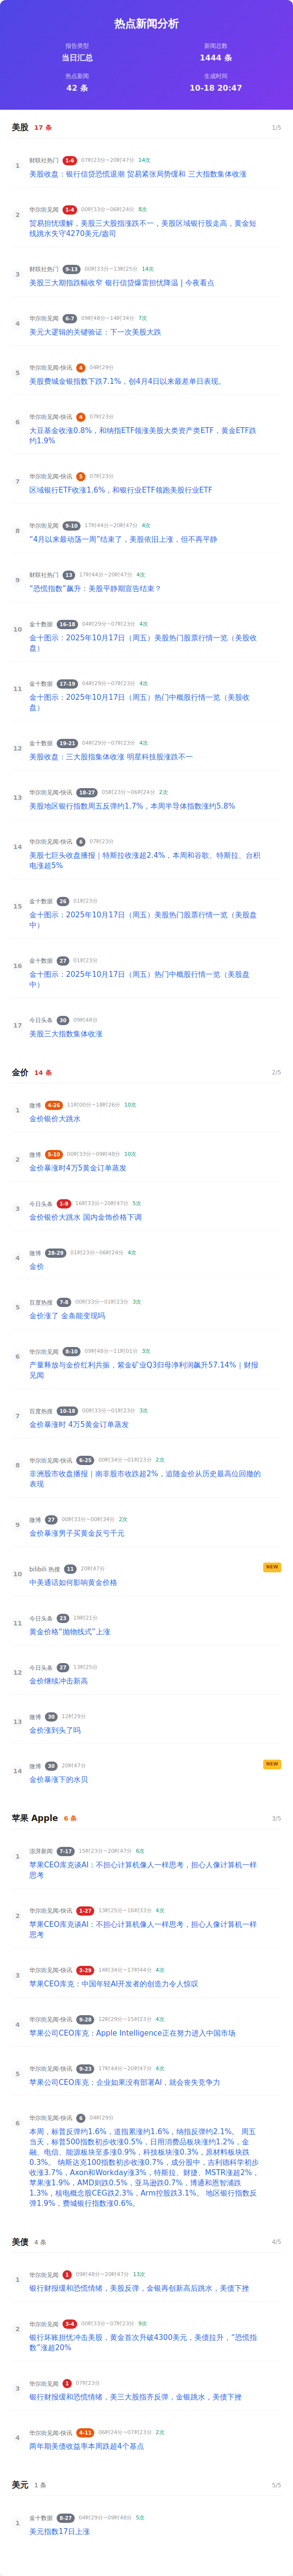 热点新闻分析
报告类型
新闻总数
当日汇总
1444 条
热点新闻
生成时间
42 条
10-18 20:47
美股 17 条 1/5
1
财联社热门 1-6 07时23分~20时47分 14次
美股收盘：银行信贷恐慌退潮 贸易紧张局势缓和 三大指数集体收涨
2
华尔街见闻 1-4 00时33分~06时24分 8次
贸易担忧缓解，美股三大股指涨跌不一，美股区域银行股走高，黄金短
线跳水失守4270美元/盎司
3
财联社热门 9-13 00时33分~13时25分 14次
美股三大期指跌幅收窄 银行信贷爆雷担忧降温 | 今夜看点
4
华尔街见闻 6-7 09时48分~14时34分 7次
美元大逻辑的关键验证：下一次美股大跌
5
华尔街见闻-快讯 4 04时29分
美股费城金银指数下跌7.1%，创4月4日以来最差单日表现。
6
华尔街见闻-快讯 4 07时23分
大豆基金收涨0.8%，和纳指ETF领涨美股大类资产类ETF，黄金ETF跌
约1.9%
7
华尔街见闻-快讯 5 07时23分
区域银行ETF收涨1.6%，和银行业ETF领跑美股行业ETF
8
华尔街见闻 9-10 17时44分~20时47分 4次
“4月以来最动荡一周”结束了，美股依旧上涨，但不再平静
9
财联社热门 13 17时44分~20时47分 4次
“恐慌指数”飙升：美股平静期宣告结束？
10
金十数据 16-18 04时29分~07时23分 4次
金十图示：2025年10月17日（周五）美股热门股票行情一览（美股收
盘）
11
金十数据 17-19 04时29分~07时23分 4次
金十图示：2025年10月17日（周五）热门中概股行情一览（美股收
盘）
12
金十数据 19-21 04时29分~07时23分 4次
美股收盘：三大股指集体收涨 明星科技股涨跌不一
13
华尔街见闻-快讯 18-27 05时23分~06时24分 2次
美股地区银行指数周五反弹约1.7%，本周半导体指数涨约5.8%
14
华尔街见闻-快讯 6 07时23分
美股七巨头收盘播报｜特斯拉收涨超2.4%，本周和谷歌、特斯拉、台积
电涨超5%
15
金十数据 26 01时23分
金十图示：2025年10月17日（周五）美股热门股票行情一览（美股盘
中）
16
金十数据 27 01时23分
金十图示：2025年10月17日（周五）热门中概股行情一览（美股盘
中）
17
今日头条 30 09时48分
美股三大指数集体收涨
金价 14 条 2/5
1
微博 4-26 11时00分~18时26分 10次
金价银价大跳水
2
微博 5-10 00时33分~09时48分 10次
金价暴涨时4万5黄金订单蒸发
3
今日头条 1-9 16时33分~20时47分 5次
金价银价大跳水 国内金饰价格下调
4
微博 28-29 01时23分~06时24分 4次
金价
5
百度热搜 7-8 00时33分~01时23分 3次
金价涨了 金条能变现吗
6
华尔街见闻 8-10 09时48分~11时01分 3次
产量释放与金价红利共振，紫金矿业Q3归母净利润飙升57.14%｜财报
见闻
7
百度热搜 10-18 00时33分~01时23分 3次
金价暴涨时 4万5黄金订单蒸发
8
华尔街见闻-快讯 6-25 00时34分~01时23分 2次
非洲股市收盘播报｜南非股市收跌超2%，追随金价从历史最高位回撤的
表现
9
微博 27 00时33分~00时34分 2次
金价暴涨男子买黄金反亏千元
10
bilibili 热搜 11 20时47分 NEW
中美通话如何影响黄金价格
11
今日头条 23 19时21分
黄金价格“抛物线式”上涨
12
今日头条 27 13时25分
金价继续冲击新高
13
微博 30 12时29分
金价涨到头了吗
14
微博 30 20时47分 NEW
金价暴涨下的水贝
苹果 Apple 6 条 3/5
1
澎湃新闻 7-17 15时23分~20时47分 6次
苹果CEO库克谈AI：不担心计算机像人一样思考，担心人像计算机一样
思考
2
华尔街见闻-快讯 1-27 13时25分~16时33分 4次
苹果CEO库克谈AI：不担心计算机像人一样思考，担心人像计算机一样
思考
3
华尔街见闻-快讯 3-29 14时34分~17时44分 4次
苹果CEO库克：中国年轻AI开发者的创造力令人惊叹
4
华尔街见闻-快讯 9-28 12时29分~15时23分 4次
苹果公司CEO库克：Apple Intelligence正在努力进入中国市场
5
华尔街见闻-快讯 9-23 17时44分~20时47分 4次
苹果公司CEO库克：企业如果没有部署AI，就会丧失竞争力
6
华尔街见闻-快讯 6 04时29分
本周，标普反弹约1.6%，道指累涨约1.6%，纳指反弹约2.1%。 周五
当天，标普500指数初步收涨0.5%，日用消费品板块涨约1.2%，金
融、电信、能源板块至多涨0.9%，科技板块涨0.3%，原材料板块跌
0.3%。 纳斯达克100指数初步收涨0.7%，成分股中，吉利德科学初步
收涨3.7%，Axon和Workday涨3%，特斯拉、财捷、MSTR涨超2%，
苹果涨1.9%，AMD则跌0.5%，亚马逊跌0.7%，博通和恩智浦跌
1.3%，核电概念股CEG跌2.3%，Arm控股跌3.1%。 地区银行指数反
弹1.9%，费城银行指数涨0.6%。
美债 4 条 4/5
1
华尔街见闻 1 09时48分~20时47分 13次
银行财报缓和恐慌情绪，美股反弹，金银再创新高后跳水，美债下挫
2
华尔街见闻 3-4 00时33分~07时23分 9次
银行坏账担忧冲击美股，黄金首次升破4300美元，美债拉升，“恐慌指
数”涨超20%
3
华尔街见闻 1 07时23分
银行财报缓和恐慌情绪，美三大股指齐反弹，金银跳水，美债下挫
4
华尔街见闻-快讯 4-11 06时24分~07时23分 2次
两年期美债收益率本周跌超4个基点
美元 1 条 5/5
1
金十数据 8-27 04时29分~09时48分 5次
美元指数17日上涨